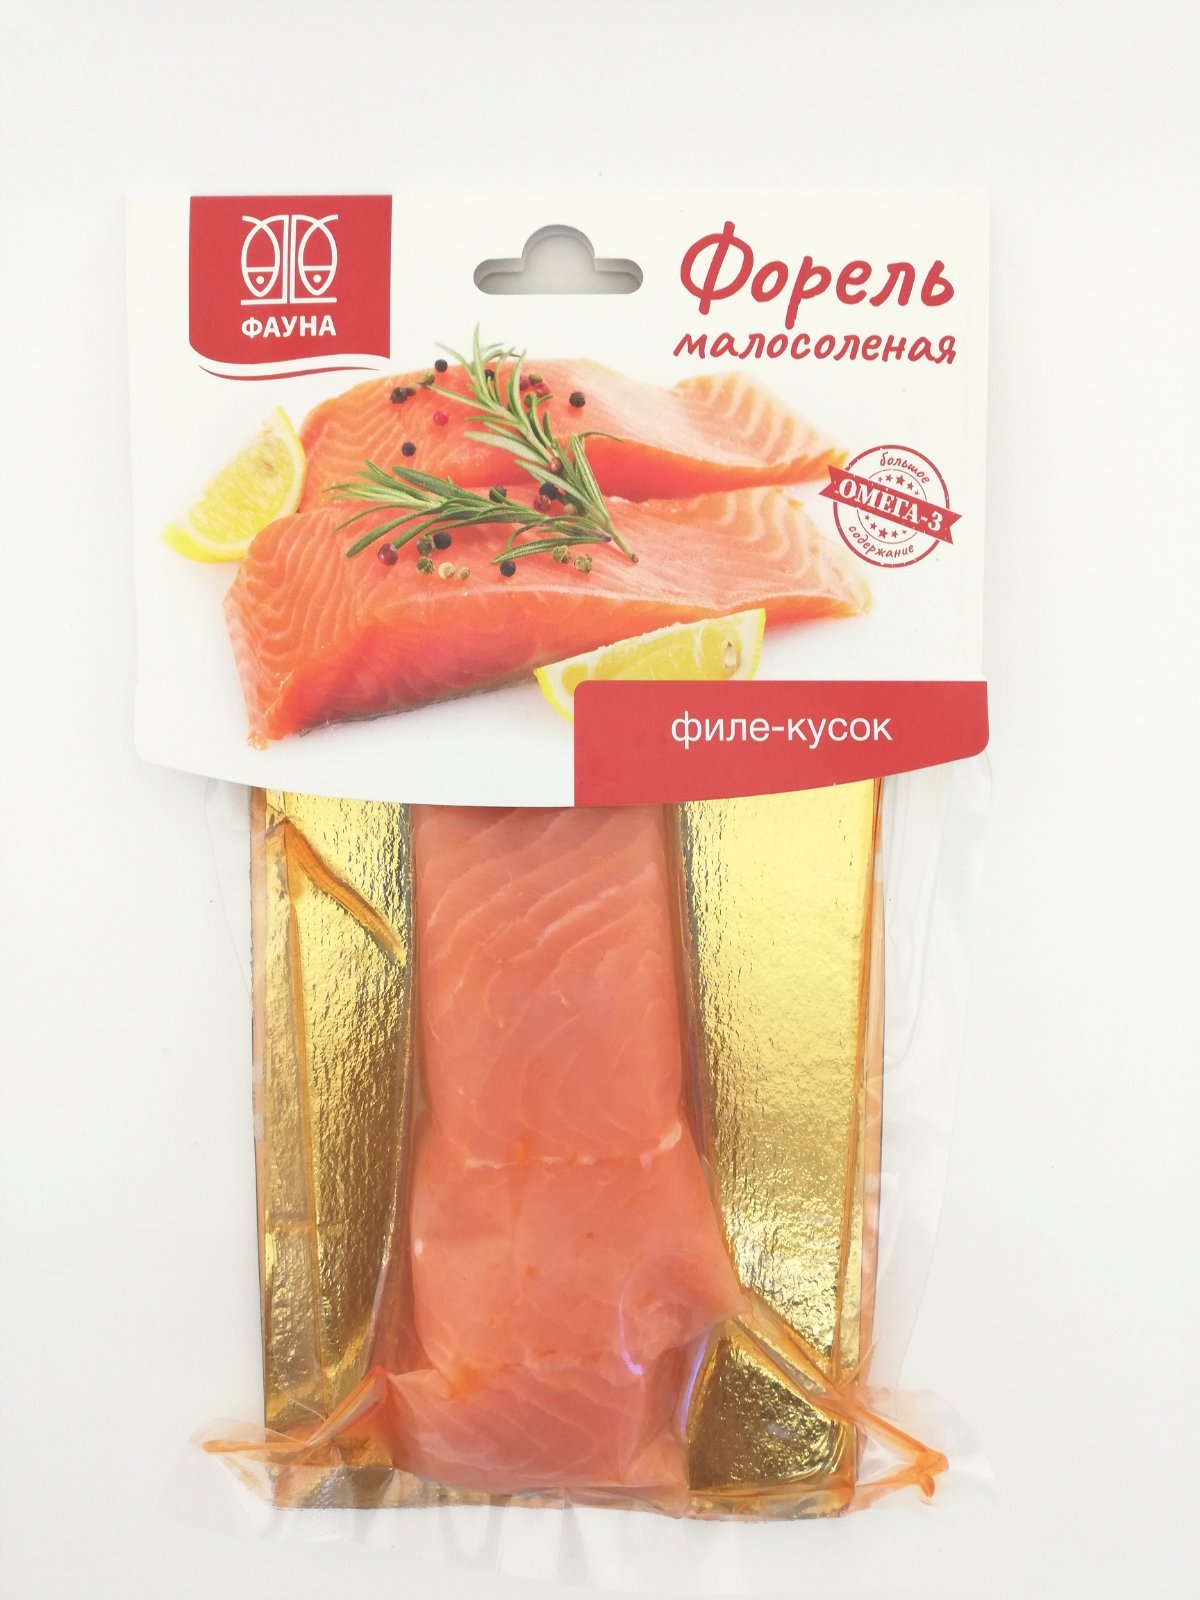 ФАУНА
Форель
малосоленая
большое
ОМЕГА-3
содержание
филе-кусок